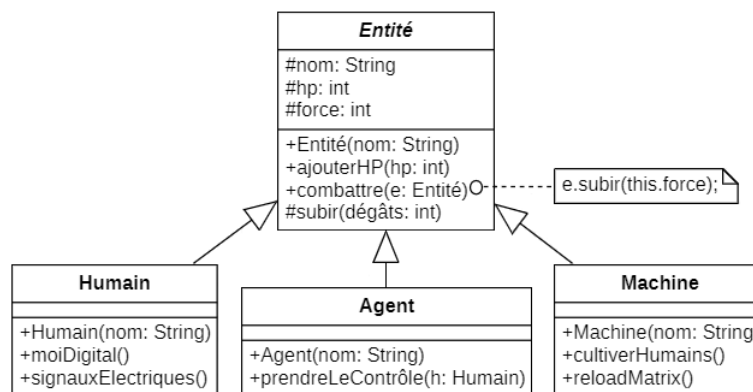 Entité
#nom: String
#hp: int
#force: int
+Entité(nom: String)
+ajouterHP(hp: int)
+combattre(e: Entité)
e.subir(this.force);
#subir(dégâts: int)
Humain
+Humain(nom: String)
+moiDigital()
+signauxElectriques()
Agent
+Agent(nom: String)
+prendreLeContrôle(h: Humain)
Machine
+Machine(nom: String
+cultiverHumains()
+reloadMatrix()